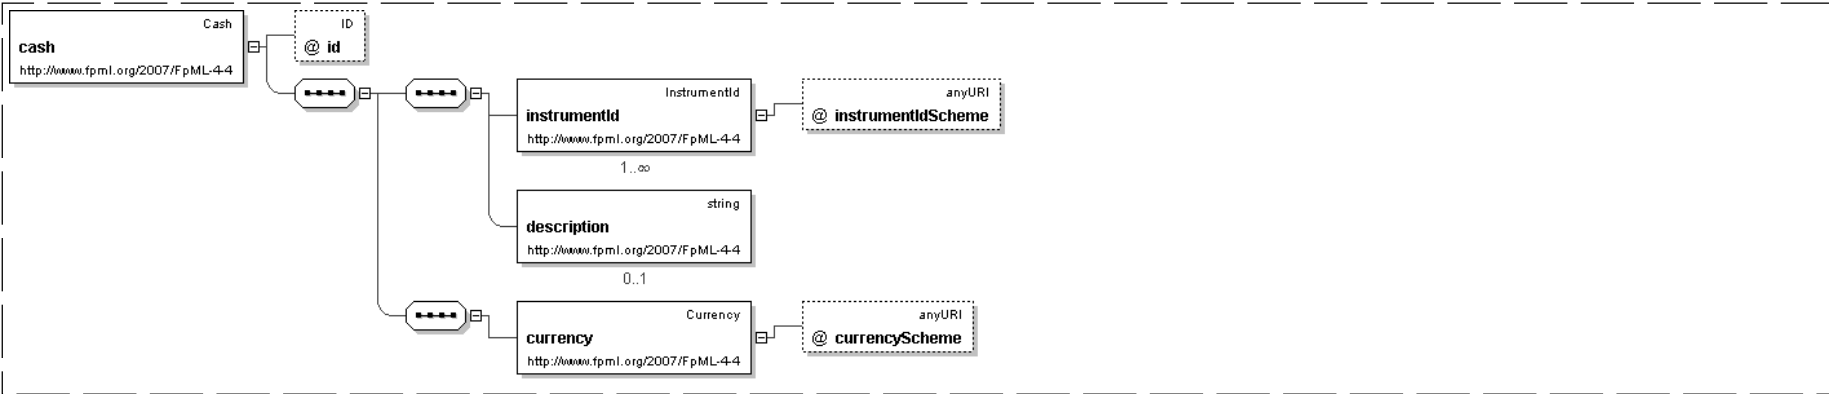 Cash
cash
http://www.fpml.org/2007/FpML-4-4
ID
@ id
InstrumentId
instrumentId
http://www.fpml.org/2007/FpML-4-4
1..∞
anyURI
@ instrumentIdScheme
string
description
http://www.fpml.org/2007/FpML-4-4
0..1
Currency
currency
http://www.fpml.org/2007/FpML-4-4
anyURI
@ currencyScheme